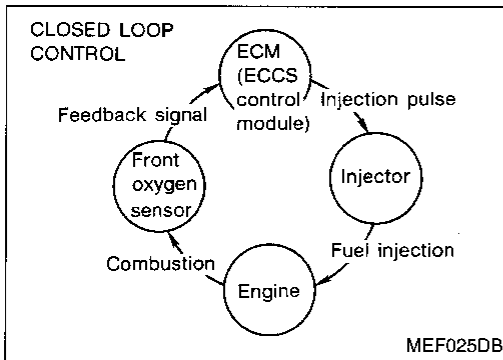 CLOSED LOOP
CONTROL
ECM
(ECCS
control
module)
Feedback signal
Injection pulse
Front
oxygen
sensor
Injector
Combustion
Fuel injection
Engine
MEF025DB